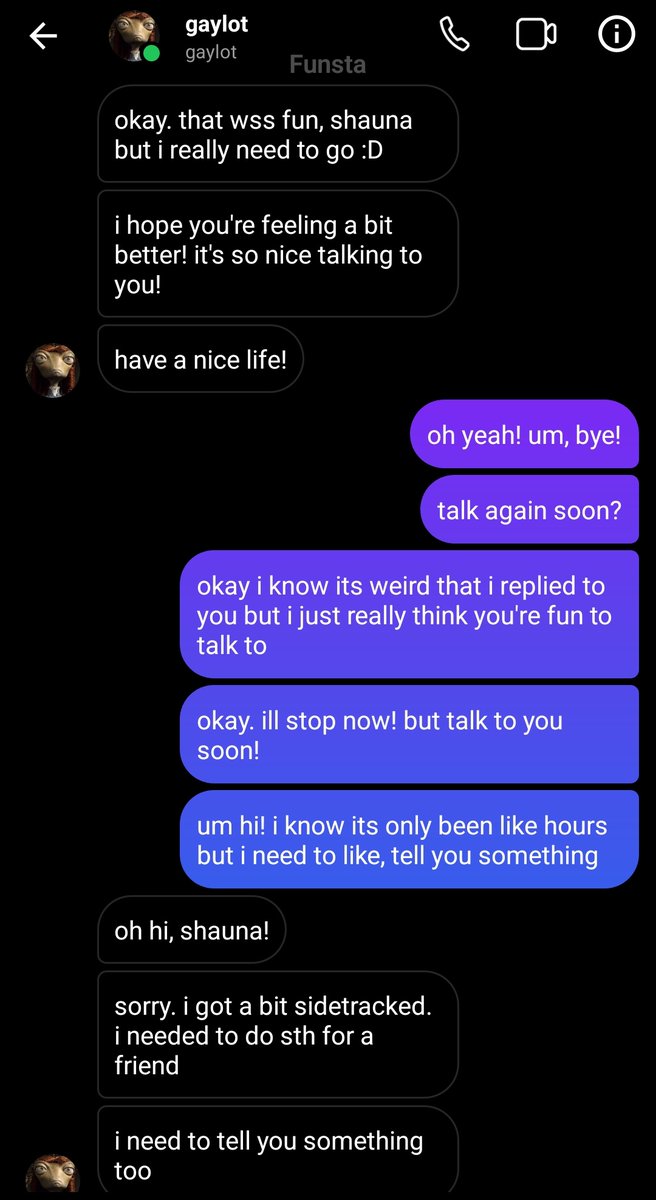 gaylot
gaylot
Funsta
okay. that wss fun, shauna
but i really need to go :D
i hope you're feeling a bit
better! it's so nice talking to
you!
have a nice life!
oh yeah! um, bye!
talk again soon?
okay i know its weird that i replied to
you but i just really think you're fun to
talk to
okay. ill stop now! but talk to you
soon!
um hi! i know its only been like hours
but i need to like, tell you something
oh hi, shauna!
sorry. i got a bit sidetracked.
i needed to do sth for a
friend
i need to tell you something
too